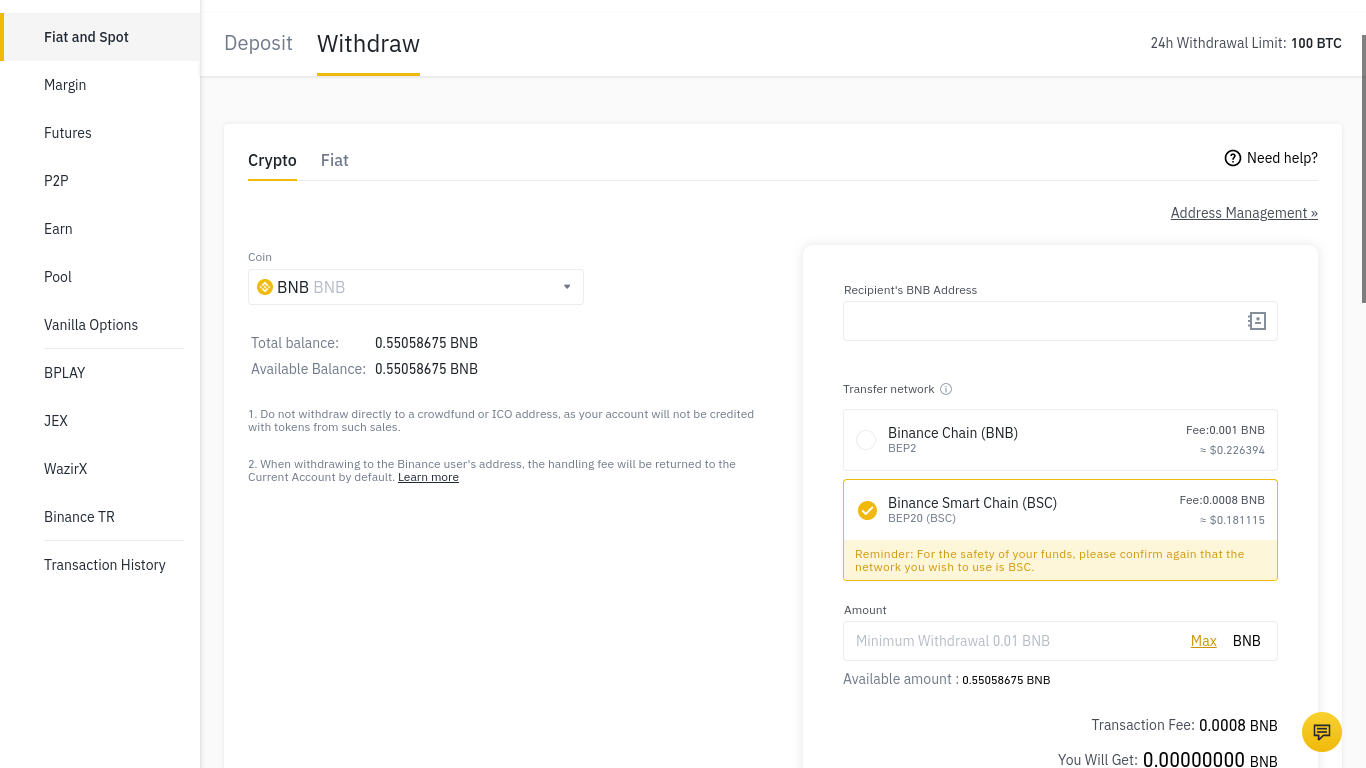 Fiat and Spot
Margin
Futures
P2P
Earn
Pool
Vanilla Options
BPLAY
JEX
WazirX
Binance TR
Transaction History
Deposit Withdraw
24h Withdrawal Limit: 100 BTC
Crypto Fiat
Need help?
Address Management »
Coin
BNB BNB
Total balance: 0.55058675 BNB
Available Balance: 0.55058675 BNB
1. Do not withdraw directly to a crowdfund or ICO address, as your account will not be credited
with tokens from such sales.
2. When withdrawing to the Binance user's address, the handling fee will be returned to the
Current Account by default. Learn more
Recipient's BNB Address
Transfer network
Binance Chain (BNB) Fee:0.001 BNB
BEP2 ≈ $0.226394
Binance Smart Chain (BSC) Fee:0.0008 BNB
BEP20 (BSC) ≈ $0.181115
Reminder: For the safety of your funds, please confirm again that the
network you wish to use is BSC.
Amount
Minimum Withdrawal 0.01 BNB Max BNB
Available amount : 0.55058675 BNB
Transaction Fee: 0.0008 BNB
You Will Get: 0.00000000 BNB